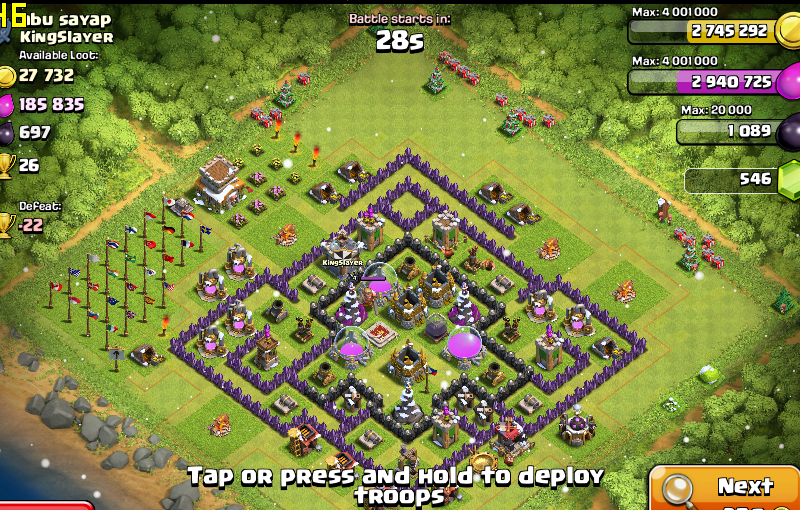 46
ibu sayap
KingSlayer
Available Loot:
27 732
185 835
697
26
Defeat:
-22
Battle starts in:
28s
Max: 4 001 000
2 745 292
Max: 4 001 000
2 940 725
Max: 20 000
1 089
546
KingSlayer
Tap or press and hold to deploy
troops
Next